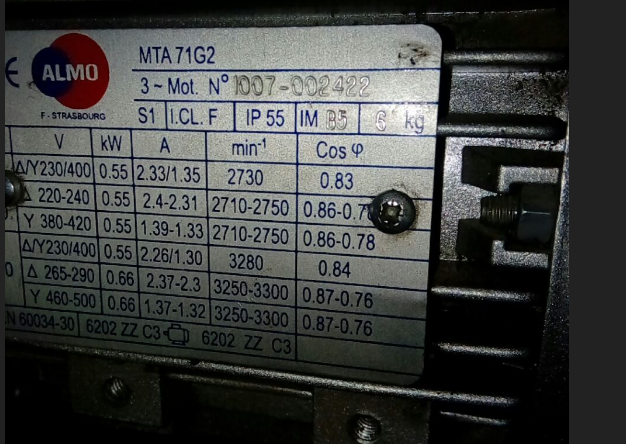 ALMO
F - STRASBOURG
MTA 71G2
3 ~ Mot. N° 1007-002422
S1 I.CL. F IP 55 IM B5 6 kg
V kW A min⁻¹ Cos φ
Δ/Y230/400 0.55 2.33/1.35 2730 0.83
Δ 220-240 0.55 2.4-2.31 2710-2750 0.86-0.7
Y 380-420 0.55 1.39-1.33 2710-2750 0.86-0.78
Δ/Y230/400 0.55 2.26/1.30 3280 0.84
Δ 265-290 0.66 2.37-2.3 3250-3300 0.87-0.76
Y 460-500 0.66 1.37-1.32 3250-3300 0.87-0.76
N 60034-30 6202 ZZ C3 6202 ZZ C3